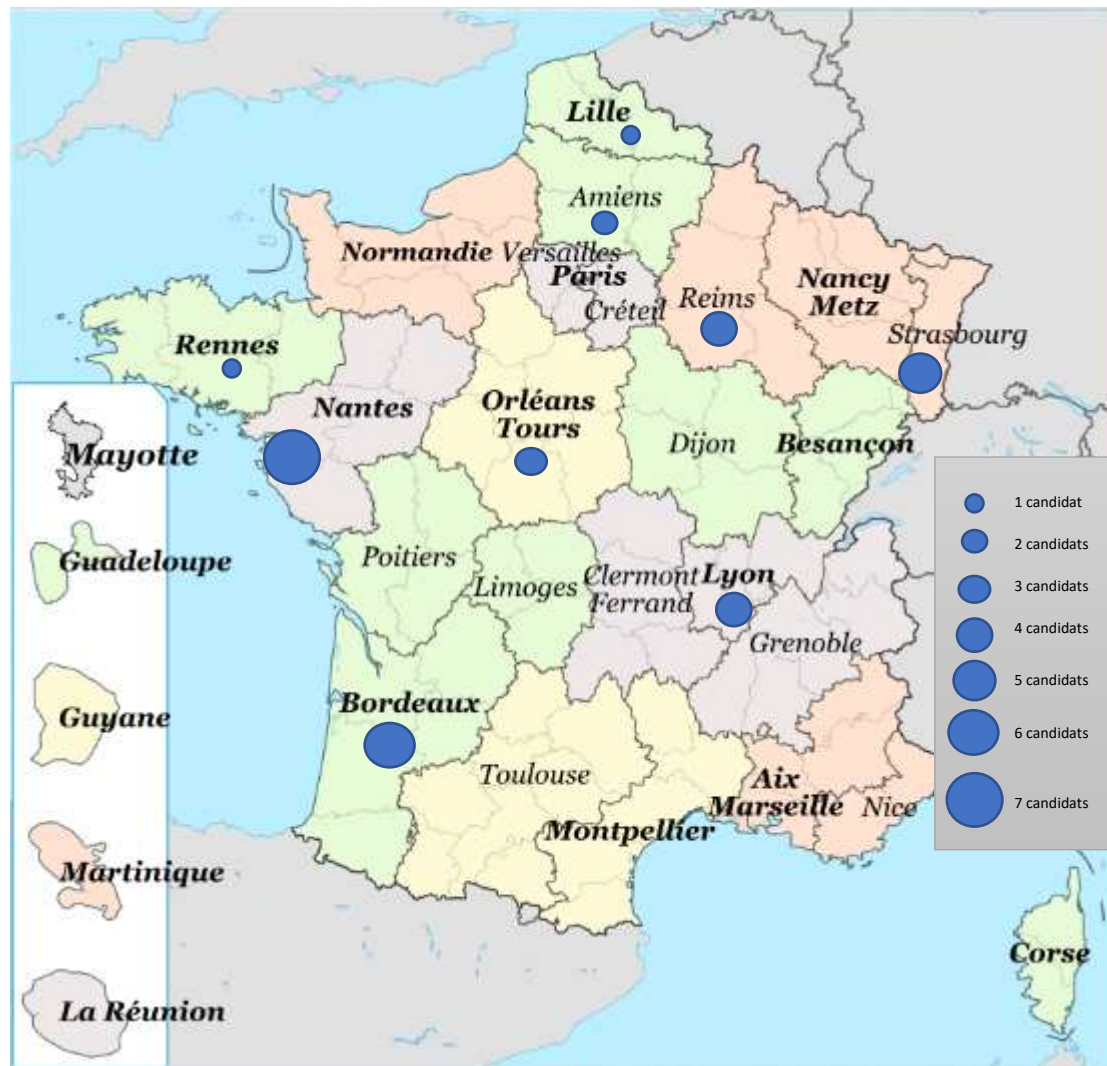 Lille
Amiens
Normandie
Versailles
Paris
Créteil
Reims
Nancy
Metz
Strasbourg
Rennes
Nantes
Orléans
Tours
Dijon
Besançon
Mayotte
Guadeloupe
Poitiers
Limoges
Clermont
Ferrand
Lyon
Grenoble
Guyane
Bordeaux
Toulouse
Montpellier
Aix
Marseille
Nice
Martinique
La Réunion
Corse
1 candidat
2 candidats
3 candidats
4 candidats
5 candidats
6 candidats
7 candidats